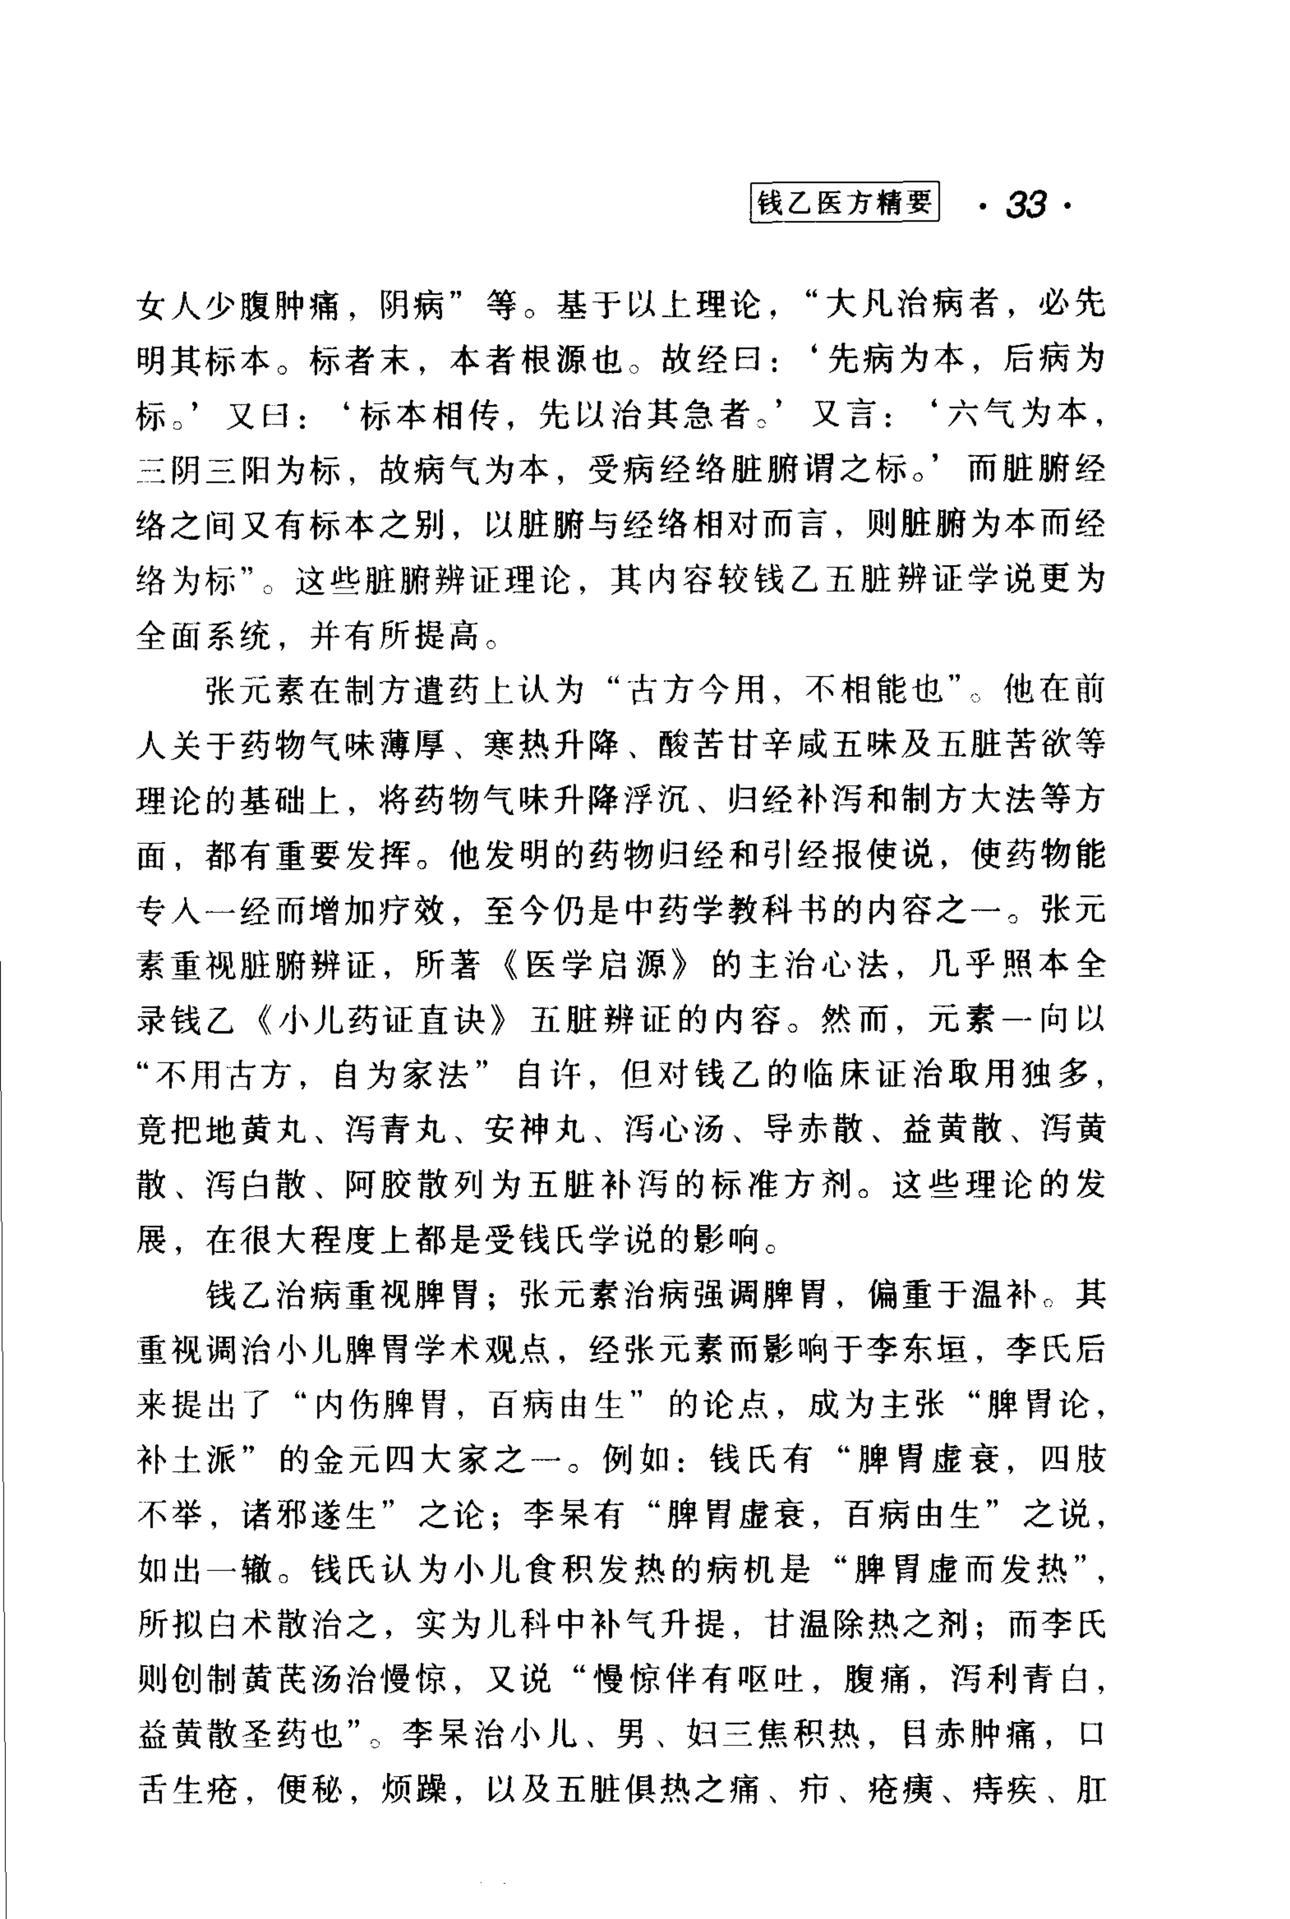 钱乙医方精要 · 33 ·
女人少腹肿痛，阴病”等。基于以上理论，“大凡治病者，必先
明其标本。标者末，本者根源也。故经曰：‘先病为本，后病为
标。’又曰：‘标本相传，先以治其急者。’又言：‘六气为本，
三阴三阳为标，故病气为本，受病经络脏腑谓之标。’而脏腑经
络之间又有标本之别，以脏腑与经络相对而言，则脏腑为本而经
络为标”。这些脏腑辨证理论，其内容较钱乙五脏辨证学说更为
全面系统，并有所提高。
张元素在制方遣药上认为“古方今用，不相能也”。他在前
人关于药物气味薄厚、寒热升降、酸苦甘辛咸五味及五脏苦欲等
理论的基础上，将药物气味升降浮沉、归经补泻和制方大法等方
面，都有重要发挥。他发明的药物归经和引经报使说，使药物能
专人一经而增加疗效，至今仍是中药学教科书的内容之一。张元
素重视脏腑辨证，所著《医学启源》的主治心法，几乎照本全
录钱乙《小儿药证直诀》五脏辨证的内容。然而，元素一向以
“不用古方，自为家法”自许，但对钱乙的临床证治取用独多，
竟把地黄丸、泻青丸、安神丸、泻心汤、导赤散、益黄散、泻黄
散、泻白散、阿胶散列为五脏补泻的标准方剂。这些理论的发
展，在很大程度上都是受钱氏学说的影响。
钱乙治病重视脾胃；张元素治病强调脾胃，偏重于温补。其
重视调治小儿脾胃学术观点，经张元素而影响于李东垣，李氏后
来提出了“内伤脾胃，百病由生”的论点，成为主张“脾胃论，
补土派”的金元四大家之一。例如：钱氏有“脾胃虚衰，四肢
不举，诸邪遂生”之论；李杲有“脾胃虚衰，百病由生”之说，
如出一辙。钱氏认为小儿食积发热的病机是“脾胃虚而发热”，
所拟白术散治之，实为儿科中补气升提，甘温除热之剂；而李氏
则创制黄芪汤治慢惊，又说“慢惊伴有呕吐，腹痛，泻利青白，
益黄散圣药也”。李杲治小儿、男、妇三焦积热，目赤肿痛，口
舌生疮，便秘，烦躁，以及五脏俱热之痛、疖、疮痍、痔疾、肛